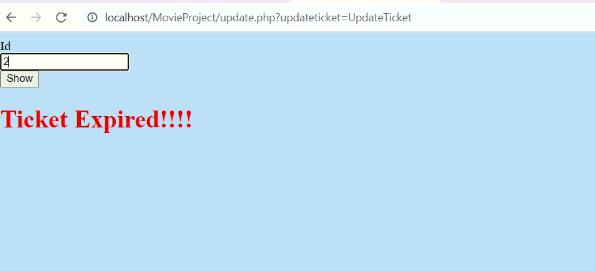 localhost/MovieProject/update.php?updateticket=UpdateTicket
Id
2
Show
Ticket Expired!!!!